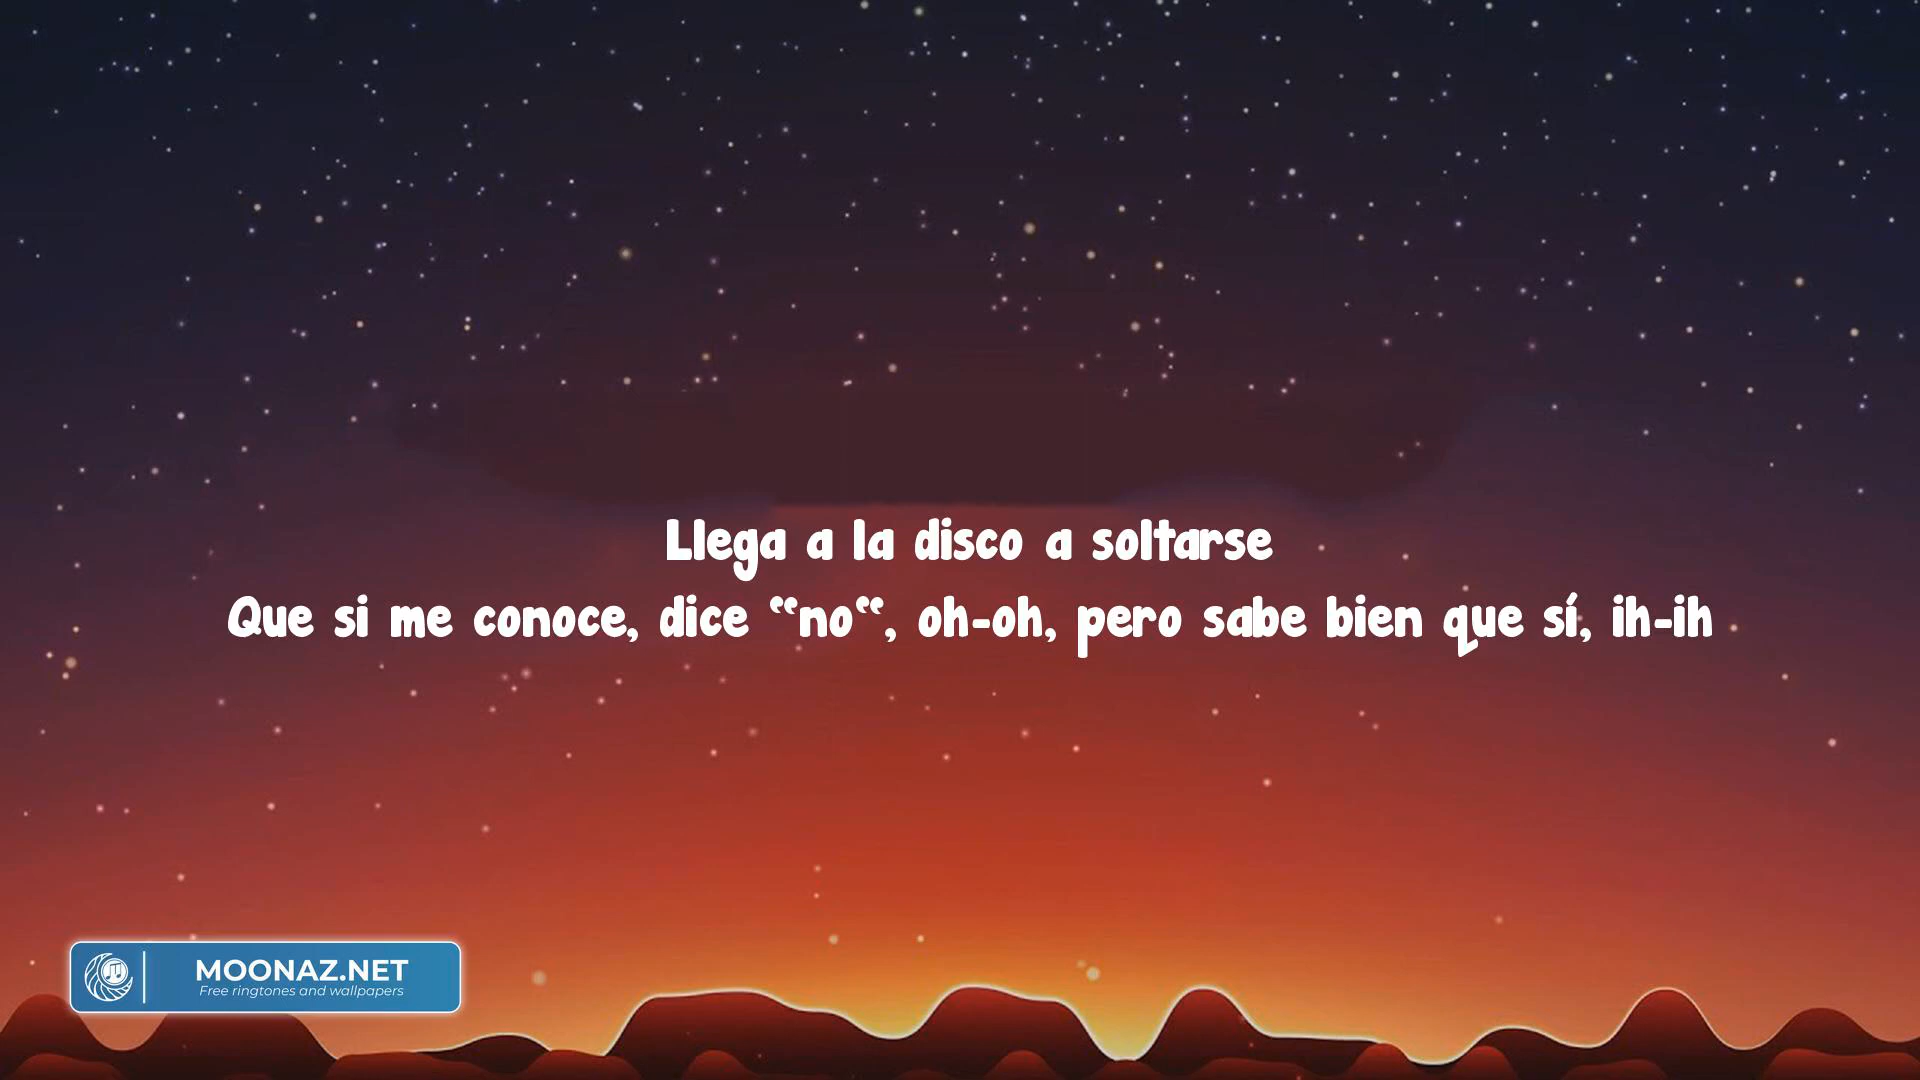 Llega a la disco a soltarse
Que si me conoce, dice “no“, oh-oh, pero sabe bien que sí, ih-ih
MOONAZ.NET
Free ringtones and wallpapers